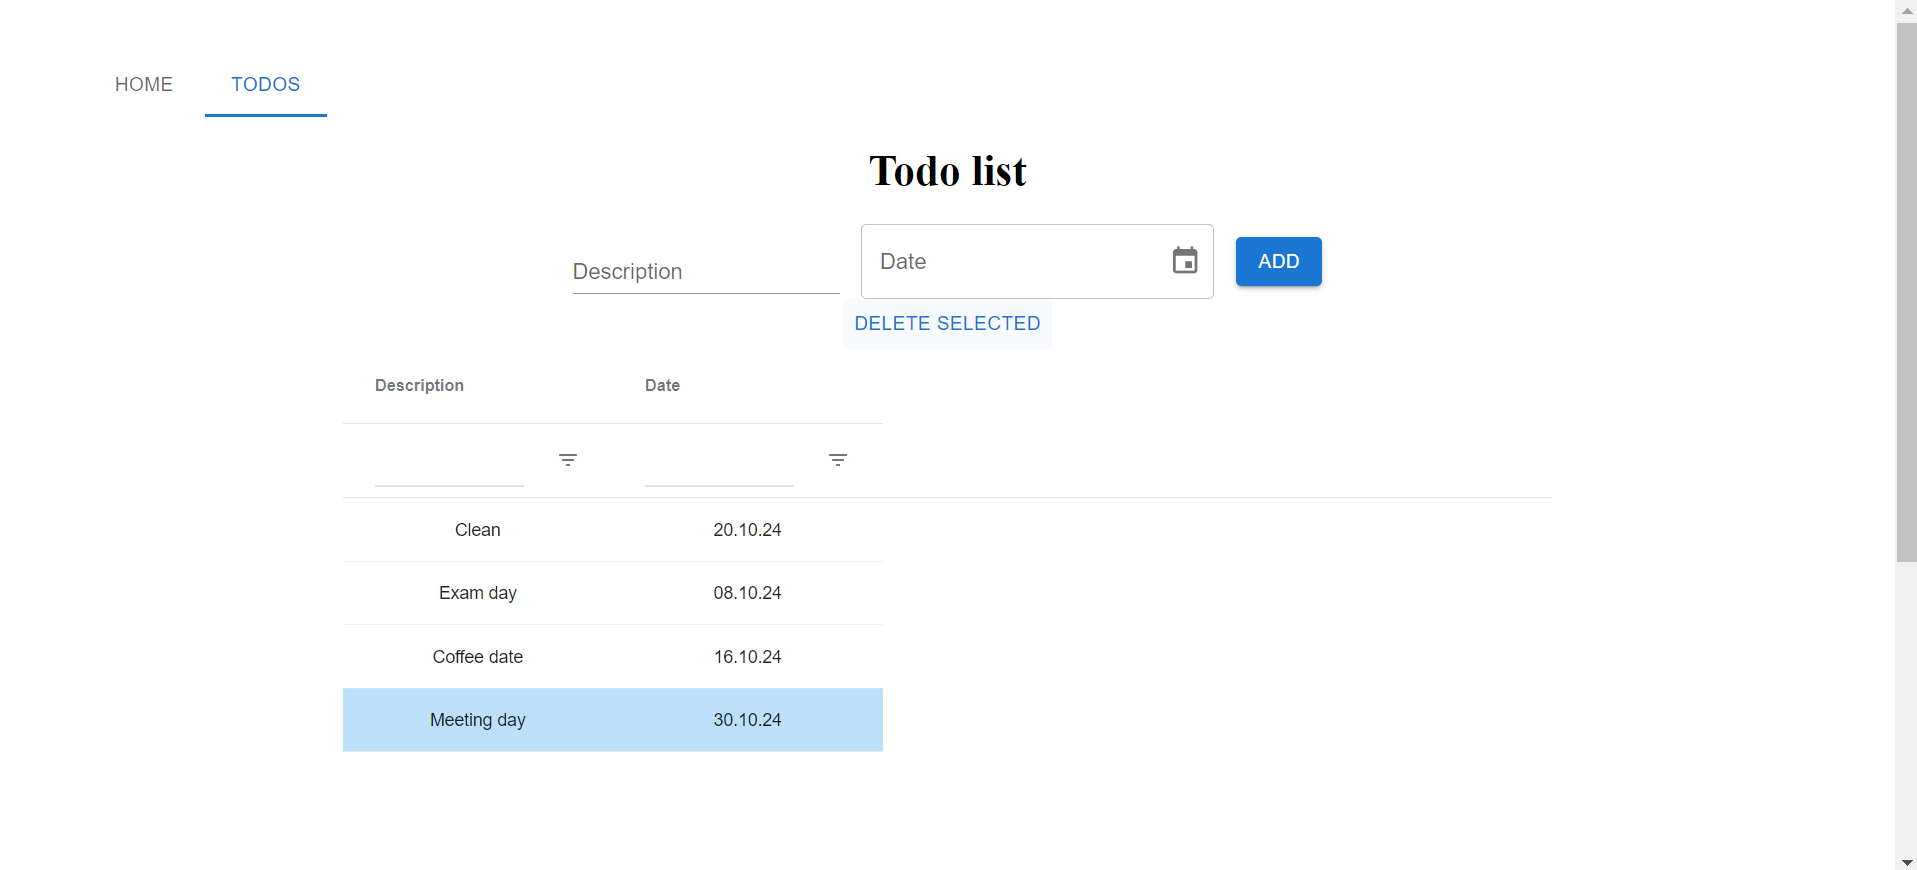 HOME TODOS
Todo list
Description Date ADD
DELETE SELECTED
Description Date
Clean 20.10.24
Exam day 08.10.24
Coffee date 16.10.24
Meeting day 30.10.24